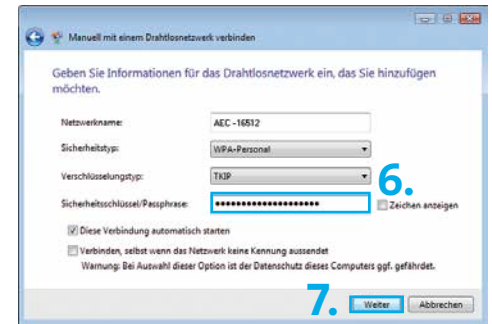 Manuell mit einem Drahtlosnetzwerk verbinden
Geben Sie Informationen für das Drahtlosnetzwerk ein, das Sie hinzufügen
möchten.
Netzwerkname: AEC -16512
Sicherheitstyp: WPA-Personal
Verschlüsselungstyp: TKIP
6.
Sicherheitsschlüssel/Passphrase: •••••••••••••••••••• Zeichen anzeigen
Diese Verbindung automatisch starten
Verbinden, selbst wenn das Netzwerk keine Kennung aussendet
Warnung: Bei Auswahl dieser Option ist der Datenschutz dieses Computers ggf. gefährdet.
7. Weiter Abbrechen